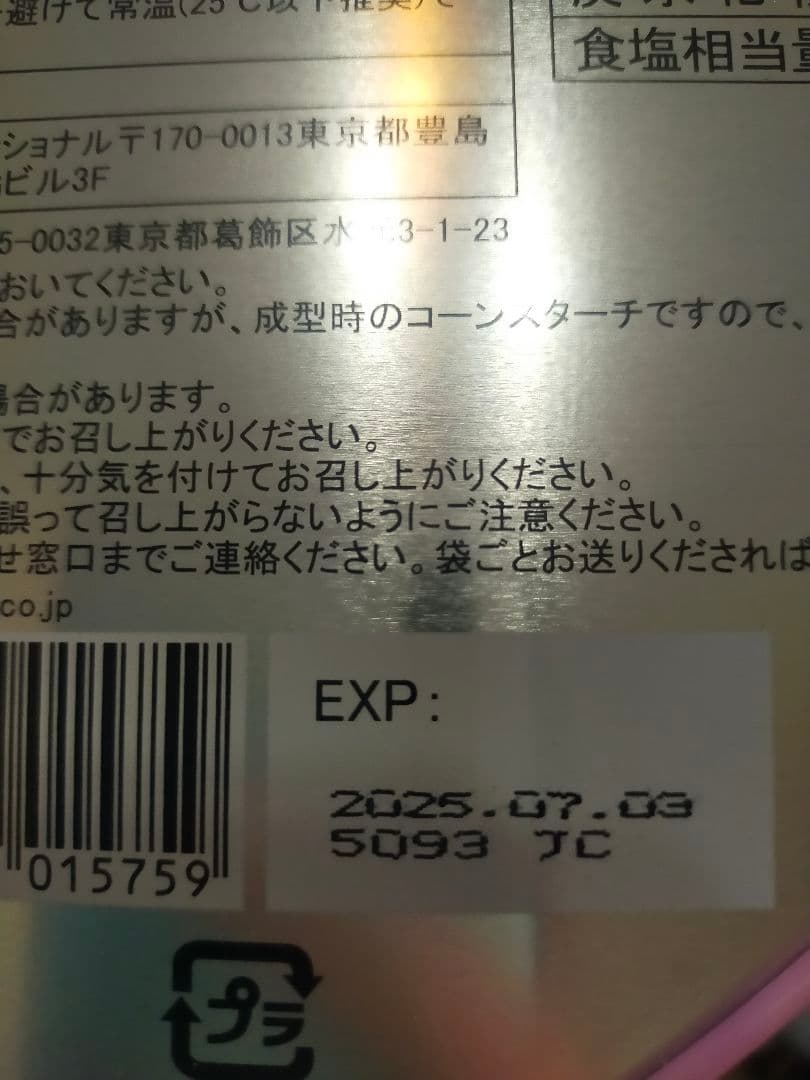 避けて常温(25℃以下推奨)で
食塩相当量
ショナル 〒170-0013東京都豊島
ビル3F
5-0032東京都葛飾区水 3-1-23
おいてください。
合がありますが、成型時のコーンスターチですので、
場合があります。
でお召し上がりください。
、十分気を付けてお召し上がりください。
誤って召し上がらないようにご注意ください。
せ窓口までご連絡ください。袋ごとお送りくだされば
co.jp
EXP:
2025.07.03
5093 JC
015759
プラ